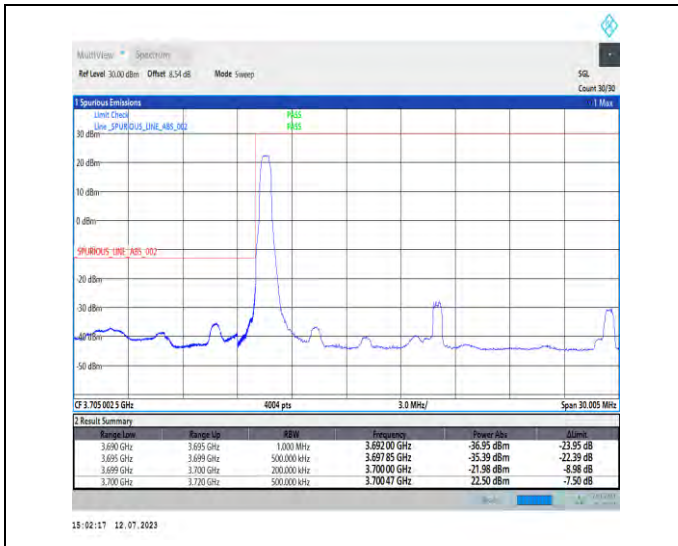 MultiView Spectrum
Ref Level 30.00 dBm Offset 8.54 dB Mode Sweep SGL
Count 30/30
1 Spurious Emissions 1 Max
Limit Check PASS
Line _SPURIOUS_LINE_ABS_002 PASS
30 dBm
20 dBm
10 dBm
0 dBm
SPURIOUS_LINE_ABS_002
-20 dBm
-30 dBm
-40 dBm
-50 dBm
CF 3.705 002 5 GHz 4004 pts 3.0 MHz/ Span 30.005 MHz
2 Result Summary
Range Low Range Up RBW Frequency Power Abs ΔLimit
3.690 GHz 3.695 GHz 1.000 MHz 3.692 00 GHz -36.95 dBm -23.95 dB
3.695 GHz 3.699 GHz 500.000 kHz 3.697 85 GHz -35.39 dBm -22.39 dB
3.699 GHz 3.700 GHz 200.000 kHz 3.700 00 GHz -21.98 dBm -8.98 dB
3.700 GHz 3.720 GHz 500.000 kHz 3.700 47 GHz 22.50 dBm -7.50 dB
15:02:17 12.07.2023